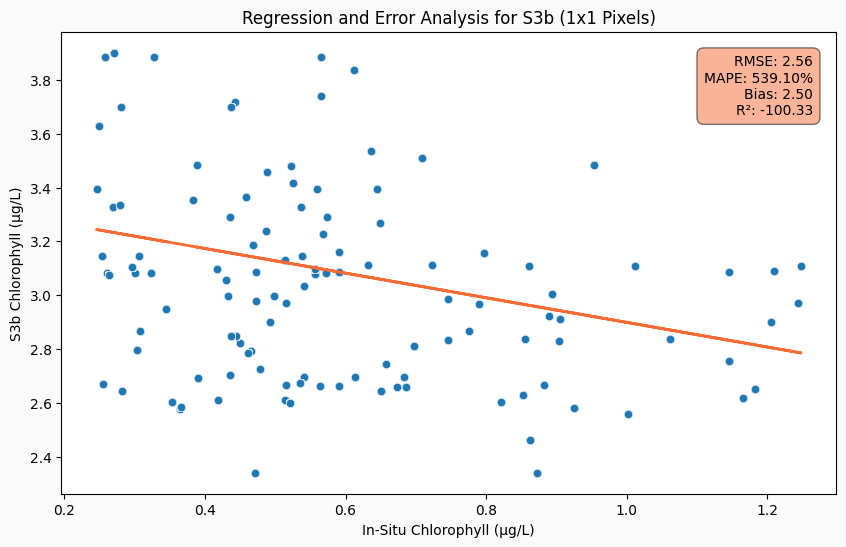 Regression and Error Analysis for S3b (1x1 Pixels)
RMSE: 2.56
MAPE: 539.10%
Bias: 2.50
R²: -100.33
S3b Chlorophyll (µg/L)
3.8
3.6
3.4
3.2
3.0
2.8
2.6
2.4
0.2 0.4 0.6 0.8 1.0 1.2
In-Situ Chlorophyll (µg/L)